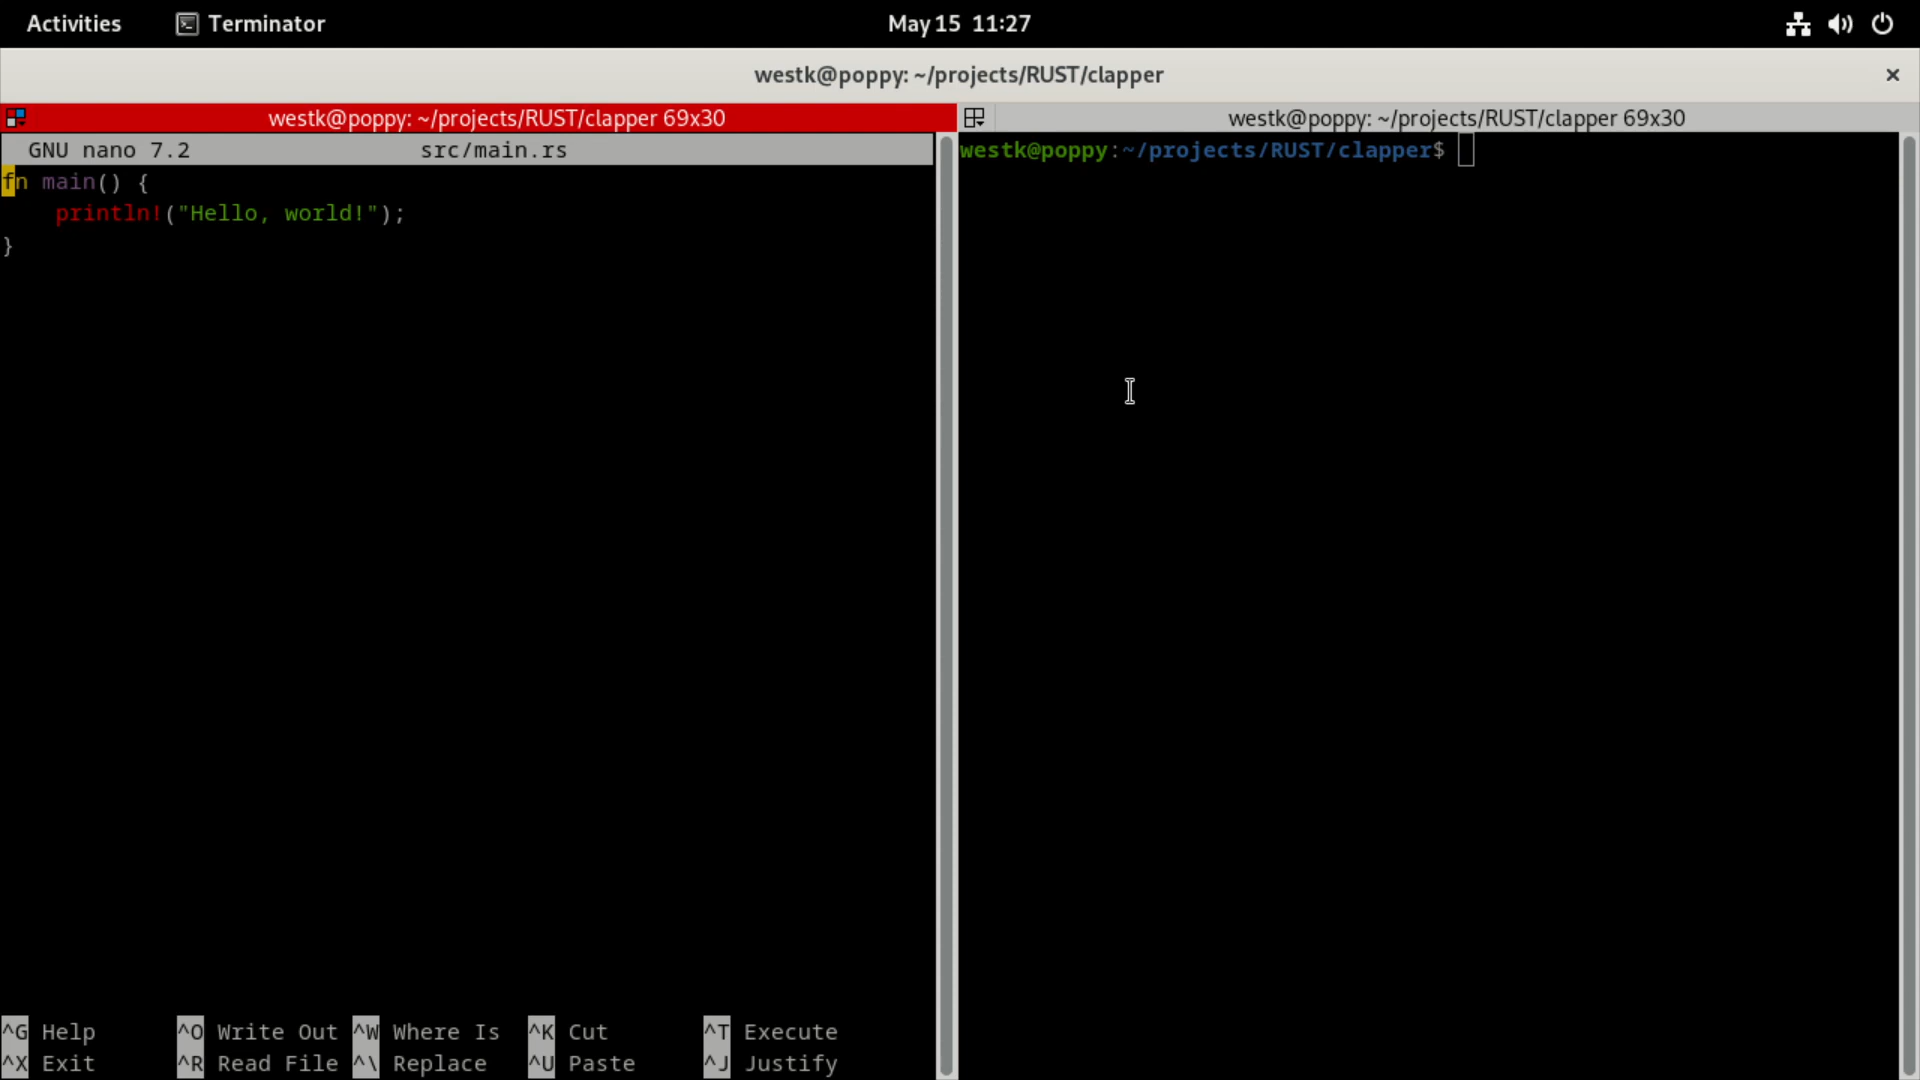 Activities Terminator May 15 11:27
westk@poppy: ~/projects/RUST/clapper ×
westk@poppy: ~/projects/RUST/clapper 69x30
GNU nano 7.2 src/main.rs
fn main() {
    println!("Hello, world!");
}
^G Help ^O Write Out ^W Where Is ^K Cut ^T Execute
^X Exit ^R Read File ^\ Replace ^U Paste ^J Justify
westk@poppy: ~/projects/RUST/clapper 69x30
westk@poppy:~/projects/RUST/clapper$